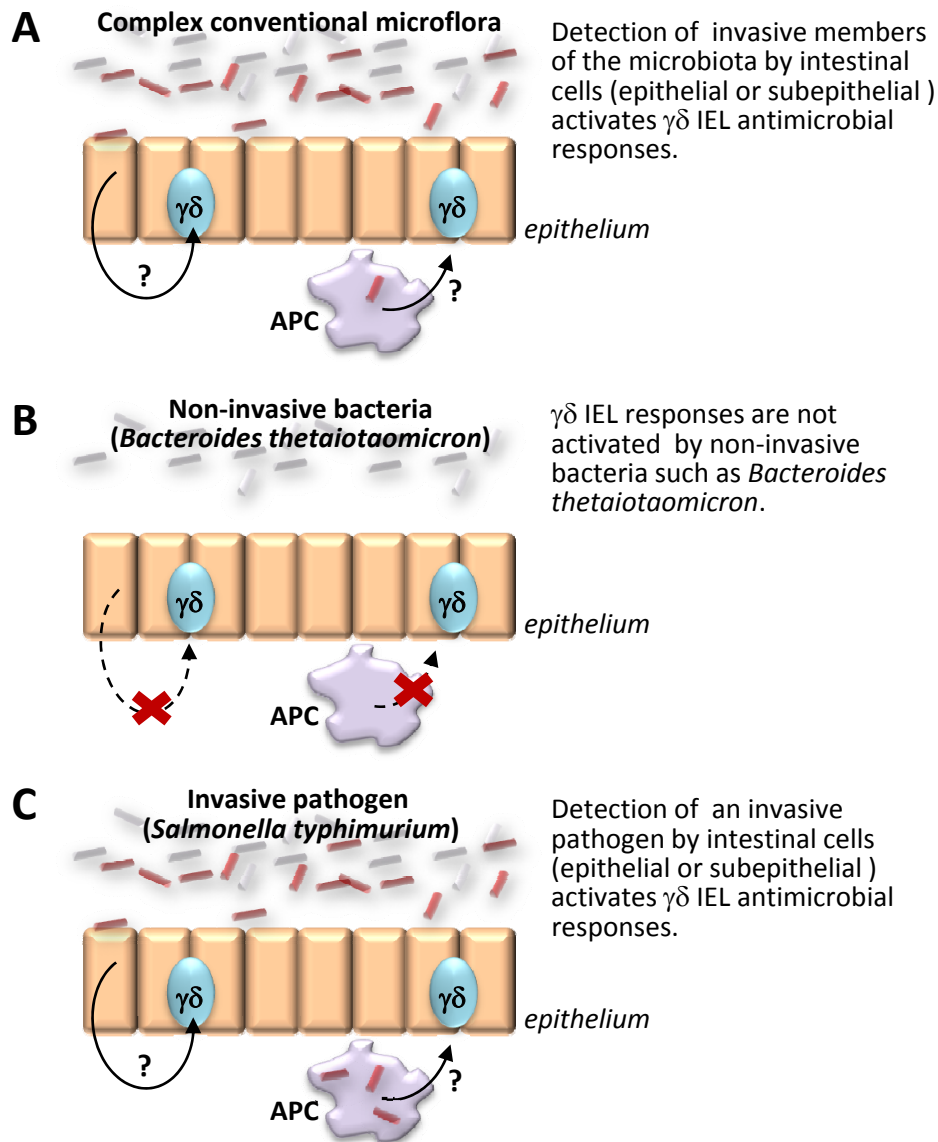 A
Complex conventional microflora
Detection of invasive members
of the microbiota by intestinal
cells (epithelial or subepithelial )
activates γδ IEL antimicrobial
responses.
γδ
γδ
epithelium
?
?
APC
B
Non-invasive bacteria
(Bacteroides thetaiotaomicron)
γδ IEL responses are not
activated by non-invasive
bacteria such as Bacteroides
thetaiotaomicron.
γδ
γδ
epithelium
APC
C
Invasive pathogen
(Salmonella typhimurium)
Detection of an invasive
pathogen by intestinal cells
(epithelial or subepithelial )
activates γδ IEL antimicrobial
responses.
γδ
γδ
epithelium
?
?
APC